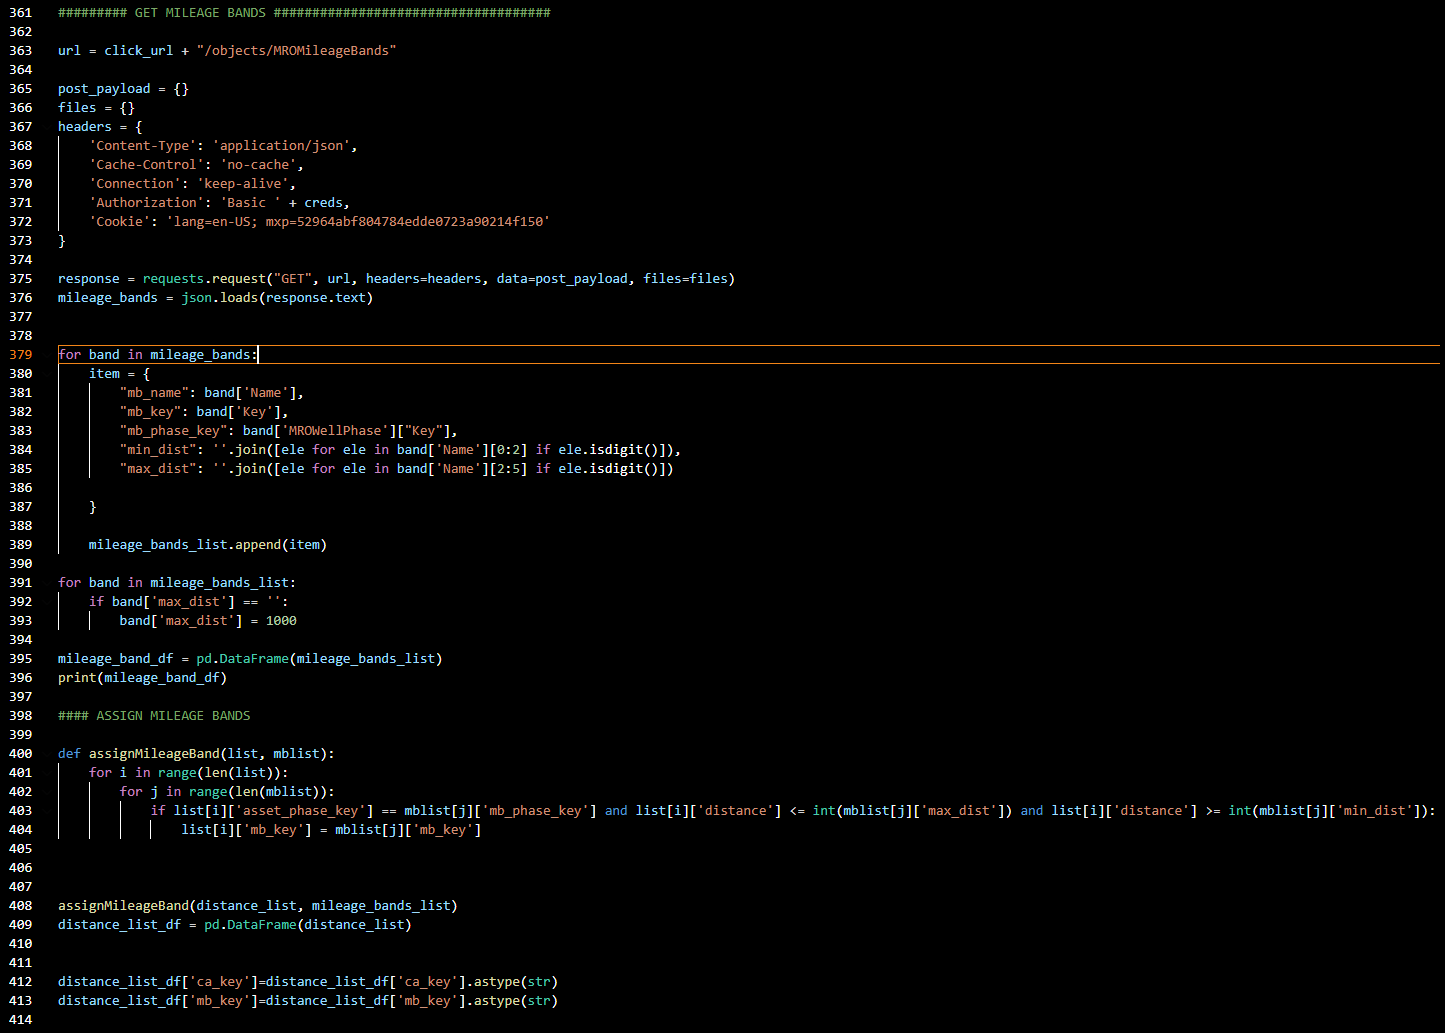 361 ######### GET MILEAGE BANDS ####################################
362
363 url = click_url + "/objects/MROMileageBands"
364
365 post_payload = {}
366 files = {}
367 headers = {
368     'Content-Type': 'application/json',
369     'Cache-Control': 'no-cache',
370     'Connection': 'keep-alive',
371     'Authorization': 'Basic ' + creds,
372     'Cookie': 'lang=en-US; mxp=52964abf804784edde0723a90214f150'
373 }
374
375 response = requests.request("GET", url, headers=headers, data=post_payload, files=files)
376 mileage_bands = json.loads(response.text)
377
378
379 for band in mileage_bands:
380     item = {
381         "mb_name": band['Name'],
382         "mb_key": band['Key'],
383         "mb_phase_key": band['MROWellPhase']["Key"],
384         "min_dist": ''.join([ele for ele in band['Name'][0:2] if ele.isdigit()]),
385         "max_dist": ''.join([ele for ele in band['Name'][2:5] if ele.isdigit()])
386
387     }
388
389     mileage_bands_list.append(item)
390
391 for band in mileage_bands_list:
392     if band['max_dist'] == '':
393         band['max_dist'] = 1000
394
395 mileage_band_df = pd.DataFrame(mileage_bands_list)
396 print(mileage_band_df)
397
398 #### ASSIGN MILEAGE BANDS
399
400 def assignMileageBand(list, mblist):
401     for i in range(len(list)):
402         for j in range(len(mblist)):
403             if list[i]['asset_phase_key'] == mblist[j]['mb_phase_key'] and list[i]['distance'] <= int(mblist[j]['max_dist']) and list[i]['distance'] >= int(mblist[j]['min_dist']):
404                 list[i]['mb_key'] = mblist[j]['mb_key']
405
406
407
408 assignMileageBand(distance_list, mileage_bands_list)
409 distance_list_df = pd.DataFrame(distance_list)
410
411
412 distance_list_df['ca_key']=distance_list_df['ca_key'].astype(str)
413 distance_list_df['mb_key']=distance_list_df['mb_key'].astype(str)
414